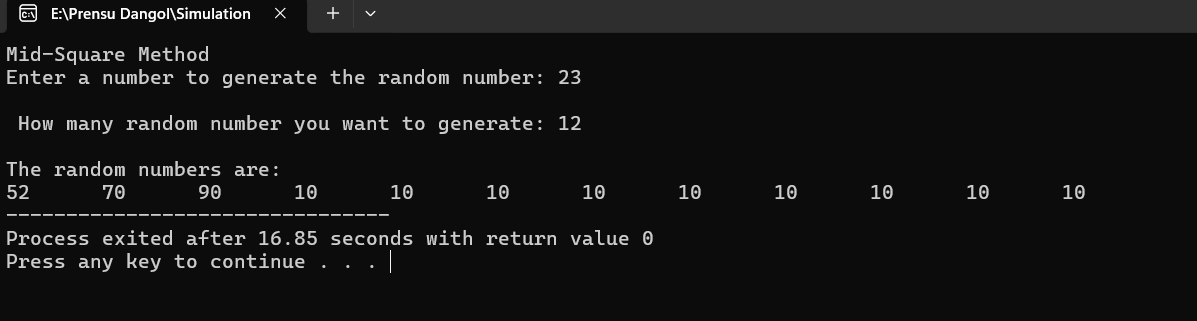 E:\Prensu Dangol\Simulation
Mid-Square Method
Enter a number to generate the random number: 23
How many random number you want to generate: 12
The random numbers are:
52 70 90 10 10 10 10 10 10 10 10 10
--------------------------------
Process exited after 16.85 seconds with return value 0
Press any key to continue . . .